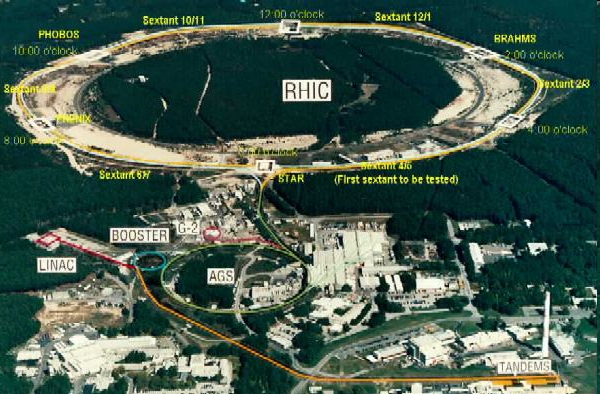 12:00 o'clock
Sextant 10/11
Sextant 12/1
PHOBOS
BRAHMS
10:00 o'clock
2:00 o'clock
RHIC
Sextant
Sextant 2/3
PHENIX
4:00 o'clock
8:00 o'clock
o'clock
Sextant 6/7
STAR
Sextant 4/5
(First sextant to be tested)
G-2
BOOSTER
LINAC
AGS
TANDEMS